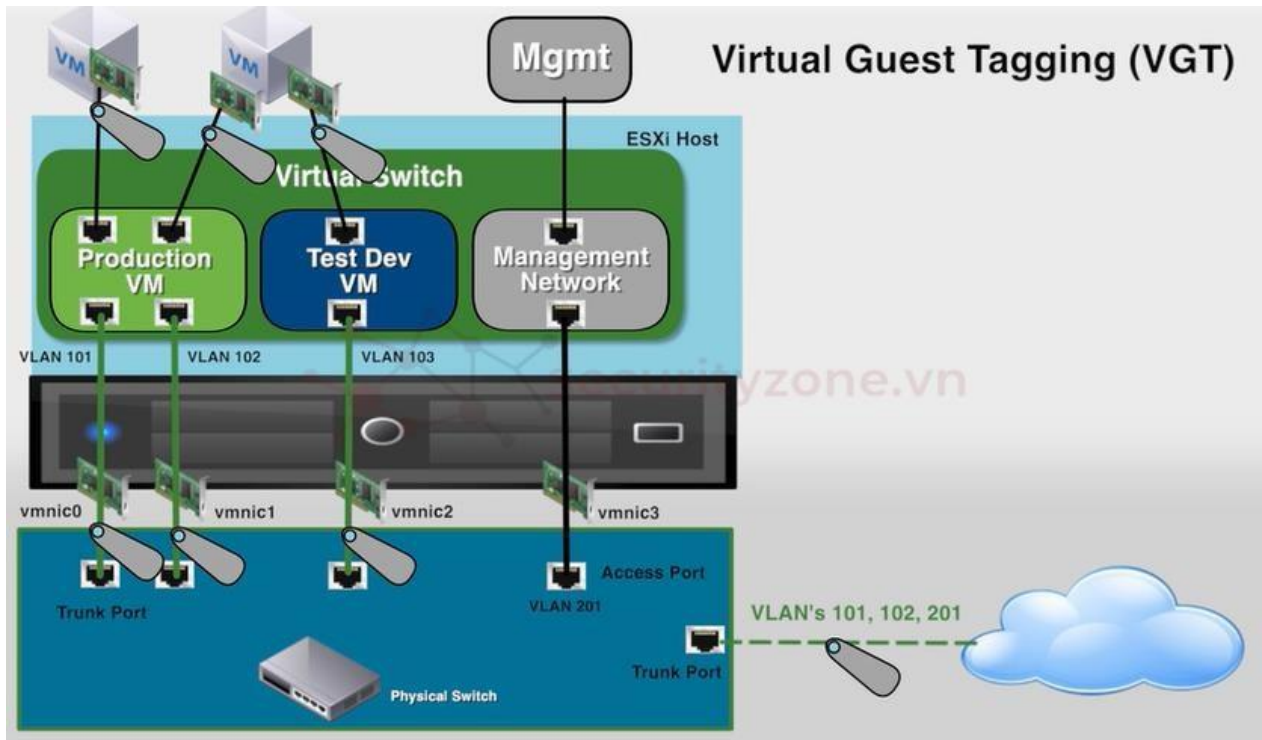 VM
VM
Mgmt
Virtual Guest Tagging (VGT)
ESXi Host
Virtual Switch
Production
VM
Test Dev
VM
Management
Network
VLAN 101
VLAN 102
VLAN 103
securityzone.vn
vmnic0
vmnic1
vmnic2
vmnic3
Access Port
Trunk Port
VLAN 201
VLAN's 101, 102, 201
Trunk Port
Physical Switch